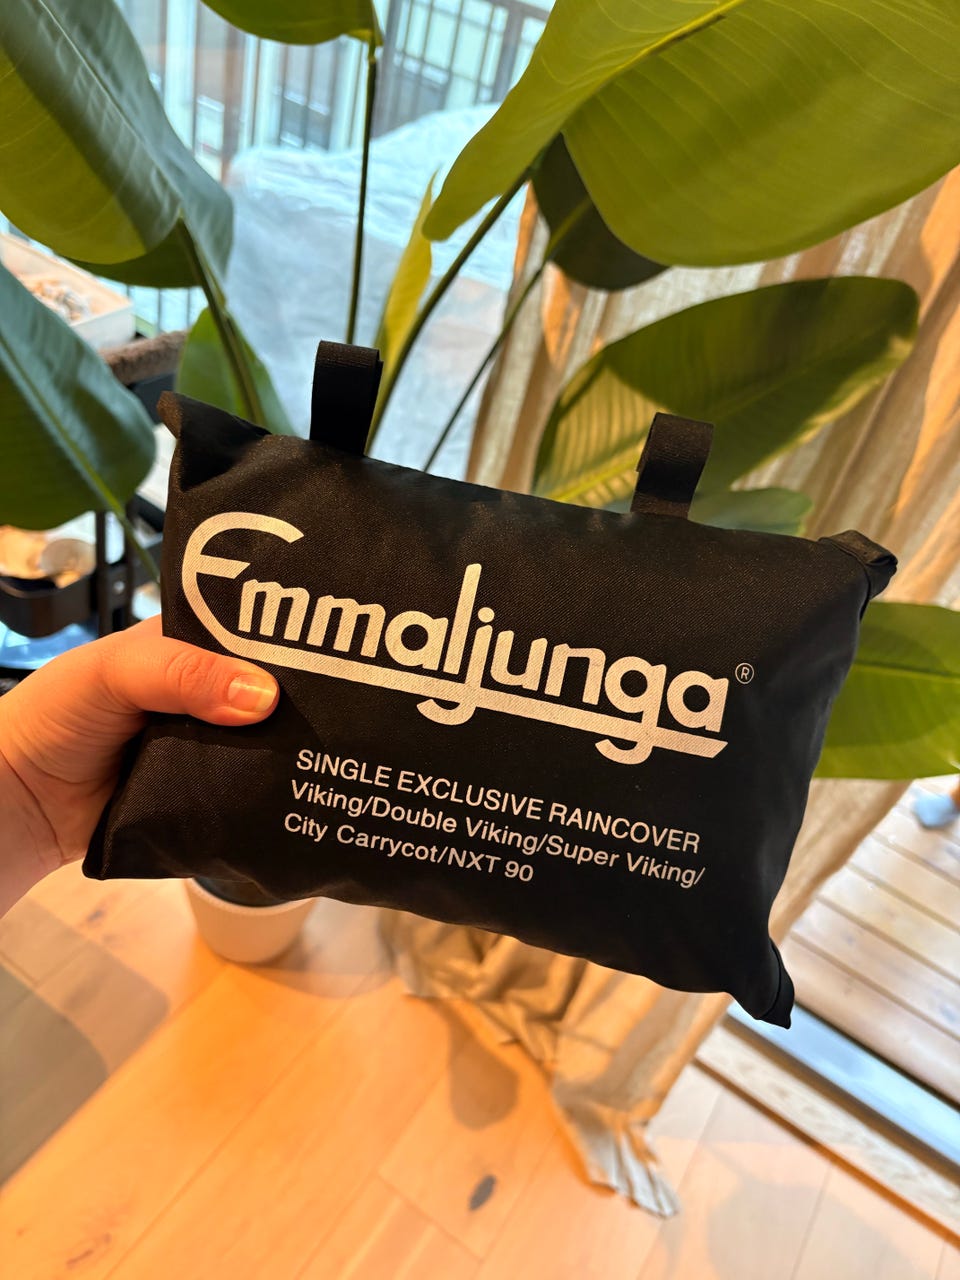 Emmaljunga®
SINGLE EXCLUSIVE RAINCOVER
Viking/Double Viking/Super Viking/
City Carrycot/NXT 90